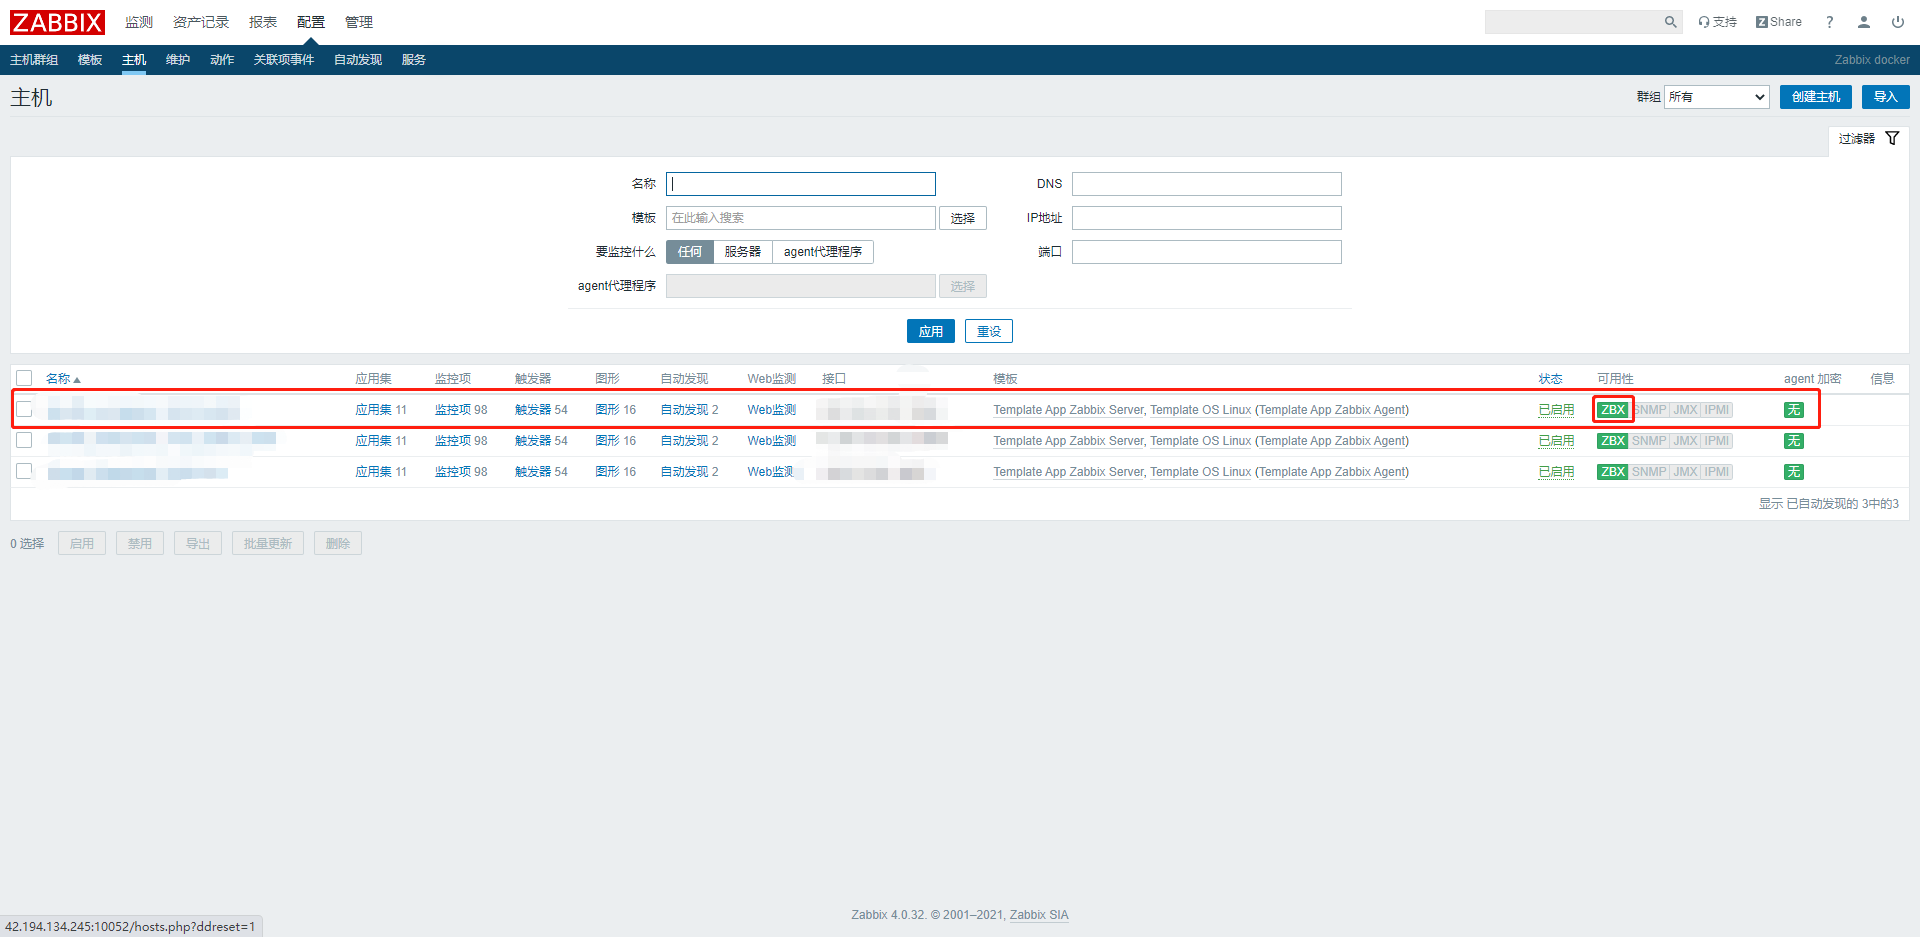 ZABBIX 监测 资产记录 报表 配置 管理 支持 Z Share ?
主机群组 模板 主机 维护 动作 关联项事件 自动发现 服务 Zabbix docker
主机 群组 所有 创建主机 导入
过滤器
名称 DNS
模板 在此输入搜索 选择 IP地址
要监控什么 任何 服务器 agent代理程序 端口
agent代理程序 选择
应用 重设
名称 应用集 监控项 触发器 图形 自动发现 Web监测 接口 模板 状态 可用性 agent 加密 信息
应用集 11 监控项 98 触发器 54 图形 16 自动发现 2 Web监测 Template App Zabbix Server, Template OS Linux (Template App Zabbix Agent) 已启用 ZBX SNMP JMX IPMI 无
应用集 11 监控项 98 触发器 54 图形 16 自动发现 2 Web监测 Template App Zabbix Server, Template OS Linux (Template App Zabbix Agent) 已启用 ZBX SNMP JMX IPMI 无
应用集 11 监控项 98 触发器 54 图形 16 自动发现 2 Web监测 Template App Zabbix Server, Template OS Linux (Template App Zabbix Agent) 已启用 ZBX SNMP JMX IPMI 无
显示 已自动发现的 3中的3
0 选择 启用 禁用 导出 批量更新 删除
Zabbix 4.0.32. © 2001–2021, Zabbix SIA
42.194.134.245:10052/hosts.php?ddreset=1